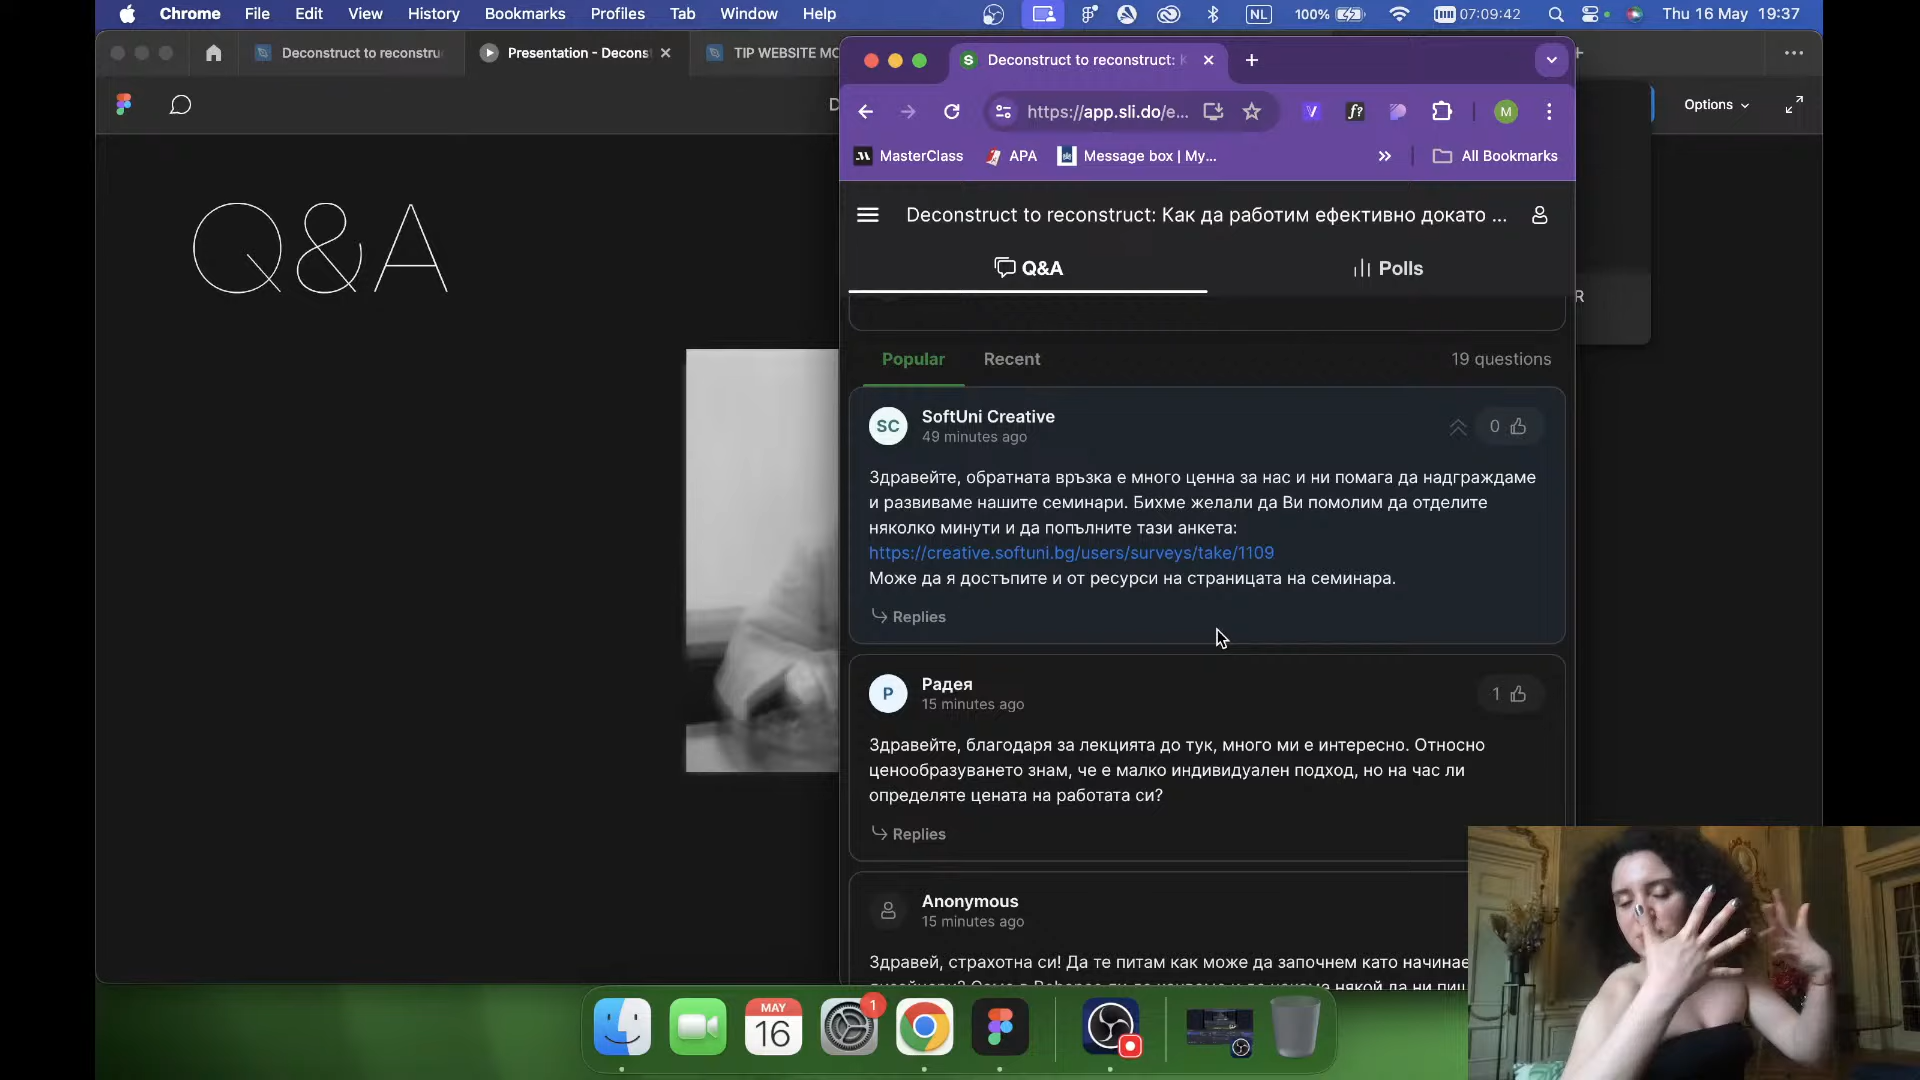 Chrome File Edit View History Bookmarks Profiles Tab Window Help
NL 100% 07:09:42 Thu 16 May 19:37
Deconstruct to reconstru
Presentation - Decons
TIP WEBSITE MO
Deconstruct to reconstruct:
https://app.sli.do/e...
Options
MasterClass APA Message box | My... All Bookmarks
Q&A
Deconstruct to reconstruct: Как да работим ефективно докато ...
Q&A Polls
R
Popular Recent 19 questions
SC SoftUni Creative
49 minutes ago
0
Здравейте, обратната връзка е много ценна за нас и ни помага да надграждаме
и развиваме нашите семинари. Бихме желали да Ви помолим да отделите
няколко минути и да попълните тази анкета:
https://creative.softuni.bg/users/surveys/take/1109
Може да я достъпите и от ресурси на страницата на семинара.
Replies
Р Радея
15 minutes ago
1
Здравейте, благодаря за лекцията до тук, много ми е интересно. Относно
ценообразуването знам, че е малко индивидуален подход, но на час ли
определяте цената на работата си?
Replies
Anonymous
15 minutes ago
Здравей, страхотна си! Да те питам как може да започнем като начинае
MAY
16
1